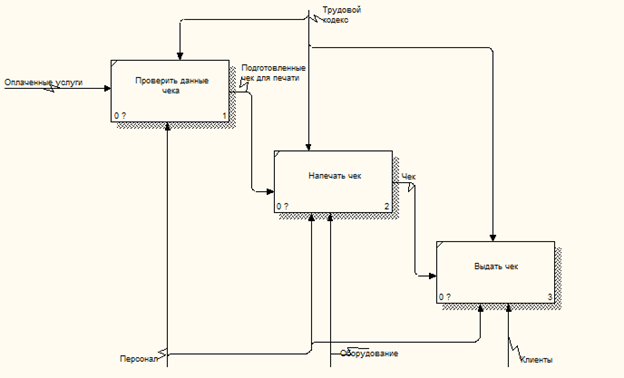 Трудовой
кодекс
Оплаченные услуги
Проверить данные
чека
0 ?
1
Подготовленные
чек для печати
Напечать чек
0 ?
2
Чек
Выдать чек
0 ?
3
Персонал
Оборудование
Клиенты